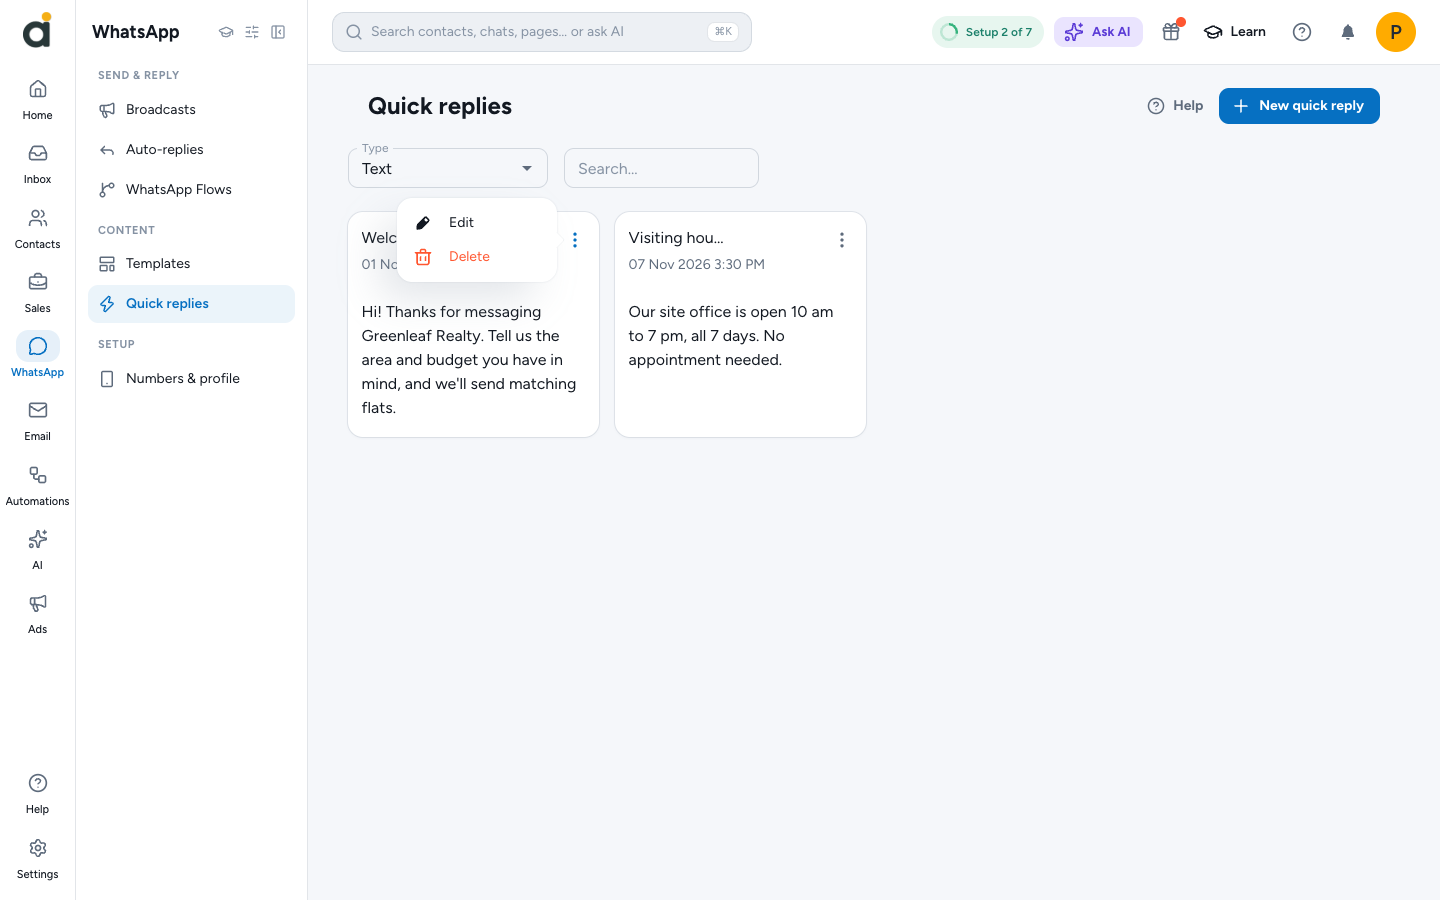 WhatsApp
Search contacts, chats, pages... or ask AI
⌘K
Setup 2 of 7
Ask AI
Learn
P
Home
Inbox
Contacts
Sales
WhatsApp
Email
Automations
AI
Ads
Help
Settings
SEND & REPLY
Broadcasts
Auto-replies
WhatsApp Flows
CONTENT
Templates
Quick replies
SETUP
Numbers & profile
Quick replies
Help
New quick reply
Type
Text
Search...
Edit
Delete
Welc
01 No
Hi! Thanks for messaging
Greenleaf Realty. Tell us the
area and budget you have in
mind, and we'll send matching
flats.
Visiting hou...
07 Nov 2026 3:30 PM
Our site office is open 10 am
to 7 pm, all 7 days. No
appointment needed.